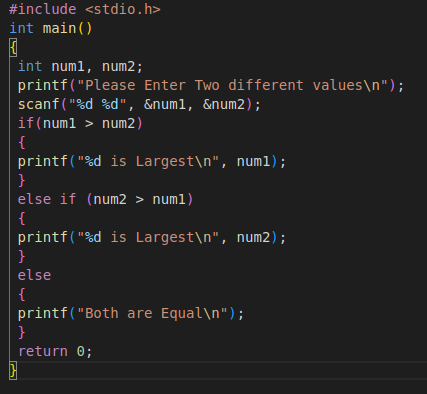 #include <stdio.h>
int main()
{
int num1, num2;
printf("Please Enter Two different values\n");
scanf("%d %d", &num1, &num2);
if(num1 > num2)
{
printf("%d is Largest\n", num1);
}
else if (num2 > num1)
{
printf("%d is Largest\n", num2);
}
else
{
printf("Both are Equal\n");
}
return 0;
}